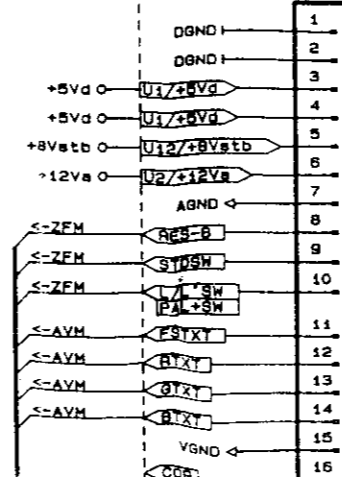 DGND 1
DGND 2
+5Vd U1/+5Vd 3
+5Vd U1/+5Vd 4
+8Vstb U12/+8Vstb 5
+12Va U2/+12Va 6
AGND 7
<-ZFM RES-B 8
<-ZFM STDSW 9
<-ZFM L/L'SW 10
PAL+SW
<-AVM FSTXT 11
<-AVM RTXT 12
<-AVM GTXT 13
<-AVM BTXT 14
VGND 15
COR 16